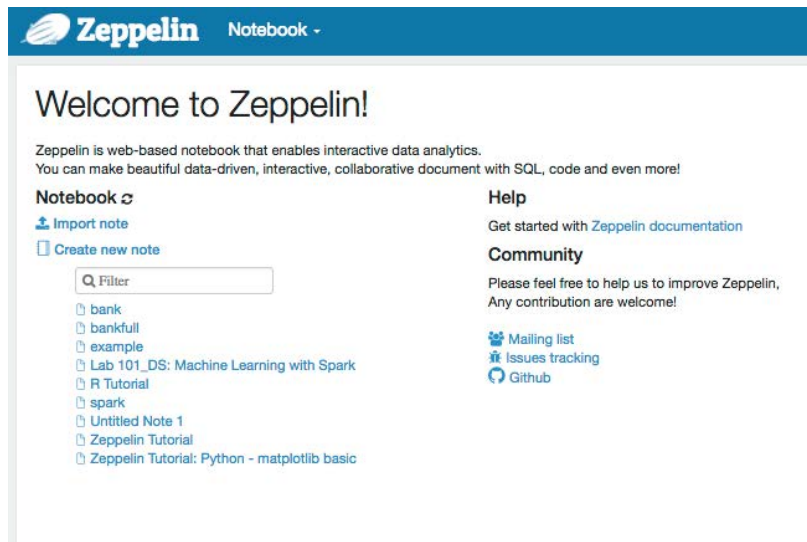 Zeppelin Notebook
Welcome to Zeppelin!
Zeppelin is web-based notebook that enables interactive data analytics.
You can make beautiful data-driven, interactive, collaborative document with SQL, code and even more!
Notebook
Import note
Create new note
Filter
bank
bankfull
example
Lab 101_DS: Machine Learning with Spark
R Tutorial
spark
Untitled Note 1
Zeppelin Tutorial
Zeppelin Tutorial: Python - matplotlib basic
Help
Get started with Zeppelin documentation
Community
Please feel free to help us to improve Zeppelin,
Any contribution are welcome!
Mailing list
Issues tracking
Github